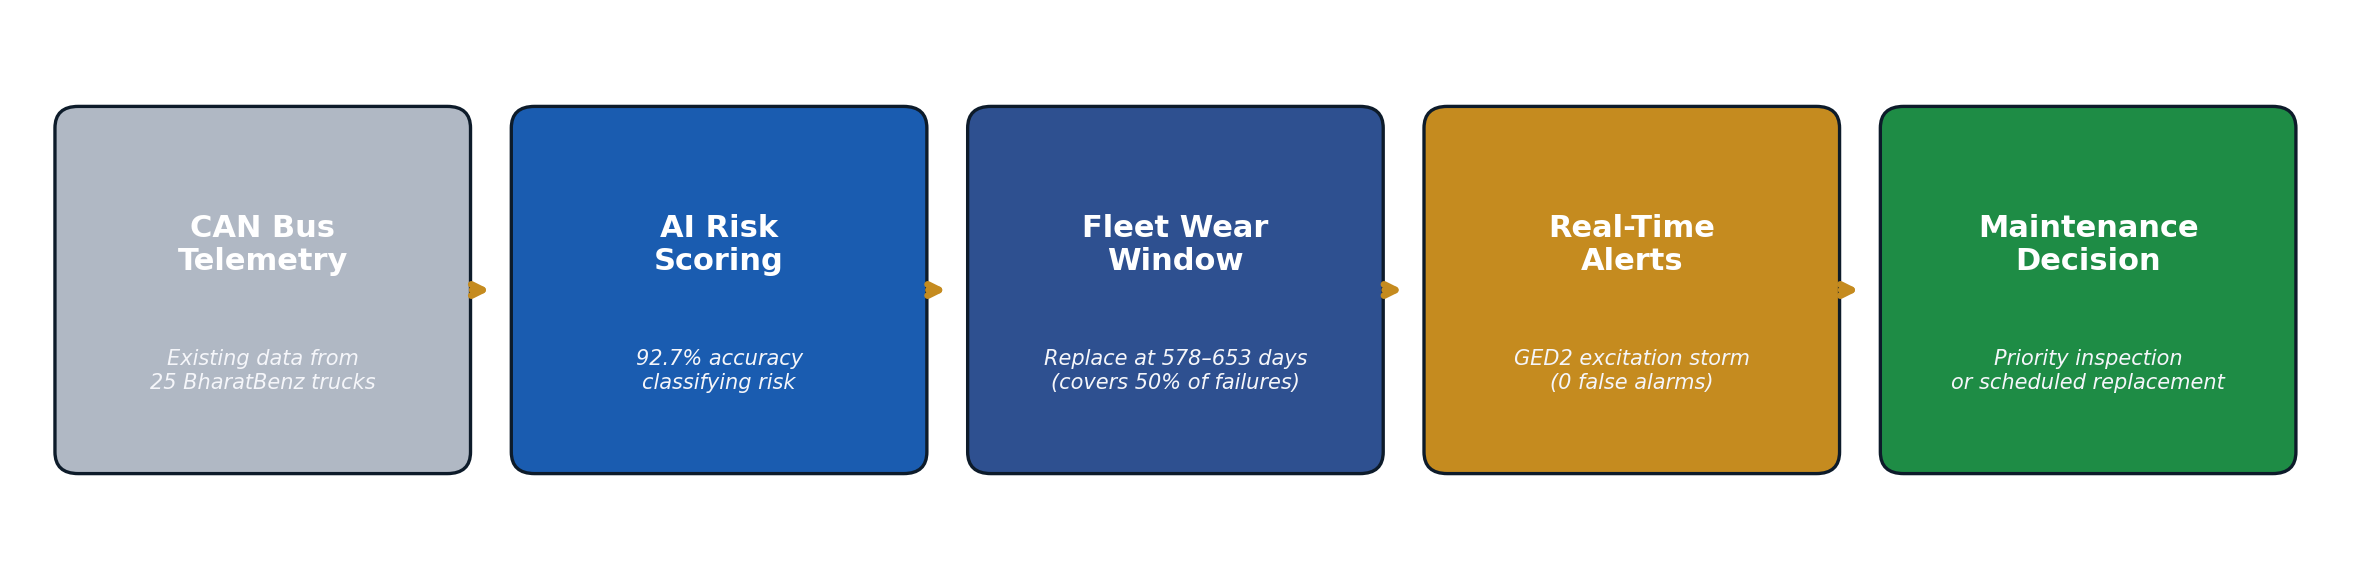 CAN Bus
Telemetry
Existing data from
25 BharatBenz trucks
AI Risk
Scoring
92.7% accuracy
classifying risk
Fleet Wear
Window
Replace at 578–653 days
(covers 50% of failures)
Real-Time
Alerts
GED2 excitation storm
(0 false alarms)
Maintenance
Decision
Priority inspection
or scheduled replacement